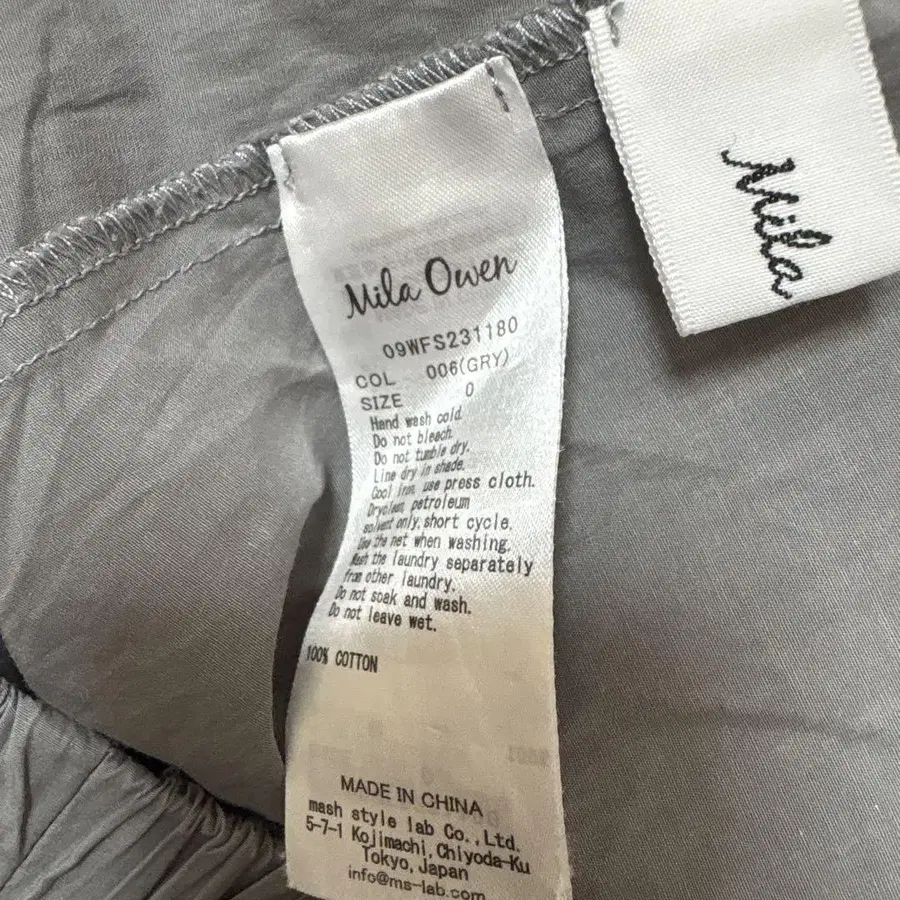 Mila Owen
09WFS231180
COL 006(GRY)
SIZE 0
Hand wash cold.
Do not bleach.
Do not tumble dry.
Line dry in shade.
Cool iron, use press cloth.
Dryclean, petroleum
solvent only, short cycle.
Use the net when washing.
Wash the laundry separately
from other laundry.
Do not soak and wash.
Do not leave wet.
100% COTTON
MADE IN CHINA
mash style lab Co.,Ltd.
5-7-1 Kojimachi,Chiyoda-Ku
Tokyo,Japan
info@ms-lab.com
Mila